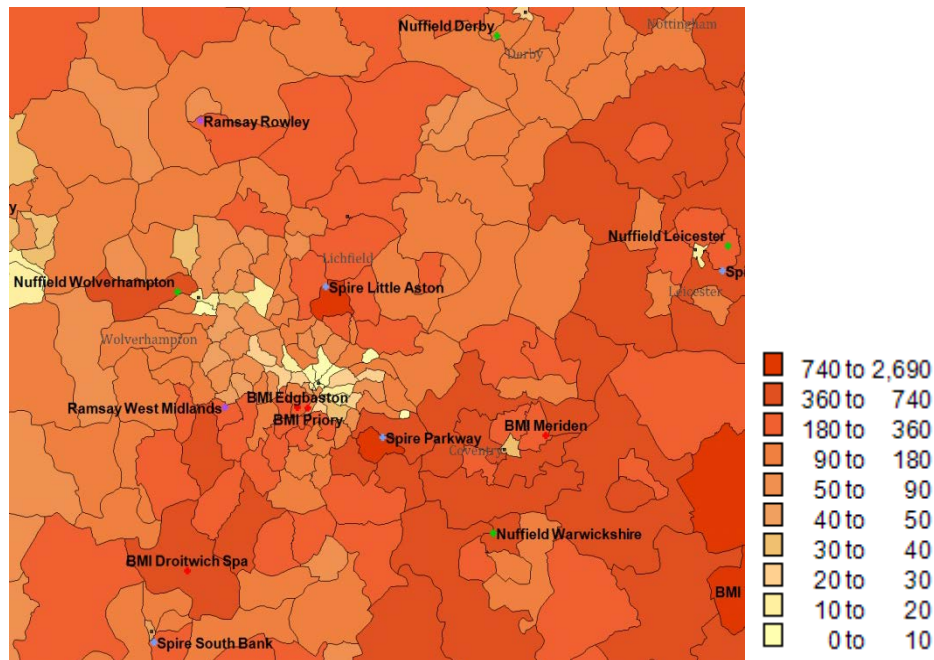 Nuffield Derby
Nottingham
Derby
Ramsay Rowley
y
Nuffield Leicester
Lichfield
Spi
Nuffield Wolverhampton
Spire Little Aston
Leicester
Wolverhampton
BMI Edgbaston
Ramsay West Midlands
BMI Priory
BMI Meriden
Spire Parkway
Coventry
Nuffield Warwickshire
BMI Droitwich Spa
BMI
Spire South Bank
740 to 2,690
360 to 740
180 to 360
90 to 180
50 to 90
40 to 50
30 to 40
20 to 30
10 to 20
0 to 10